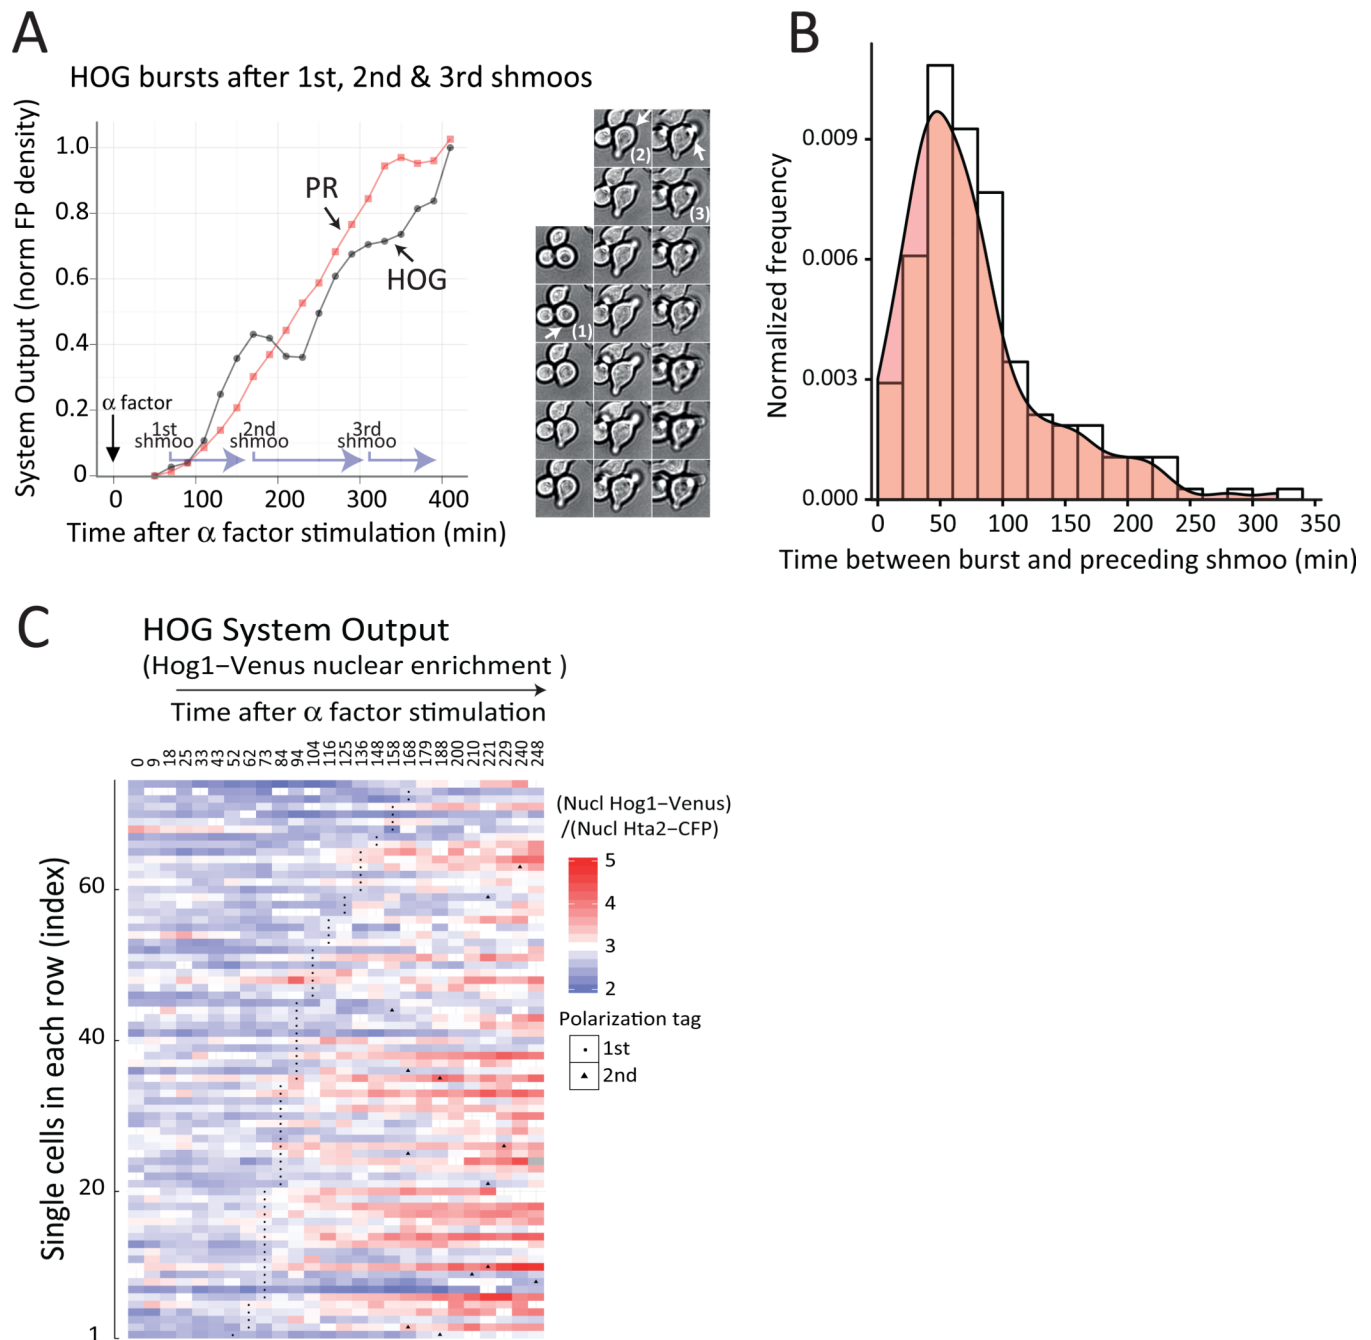 A
HOG bursts after 1st, 2nd & 3rd shmoos
System Output (norm FP density)
1.0
0.8
0.6
0.4
0.2
0
PR
HOG
α factor
1st
shmoo
2nd
shmoo
3rd
shmoo
0
100
200
300
400
Time after α factor stimulation (min)
(1)
(2)
(3)
B
Normalized frequency
0.009
0.006
0.003
0.000
0
50
100
150
200
250
300
350
Time between burst and preceding shmoo (min)
C
HOG System Output
(Hog1–Venus nuclear enrichment )
Time after α factor stimulation
0 9 18 25 33 43 52 62 73 84 94 104 116 125 136 148 158 168 179 188 200 210 221 229 240 248
Single cells in each row (index)
60
40
20
1
(Nucl Hog1–Venus)
/(Nucl Hta2–CFP)
5
4
3
2
Polarization tag
1st
2nd